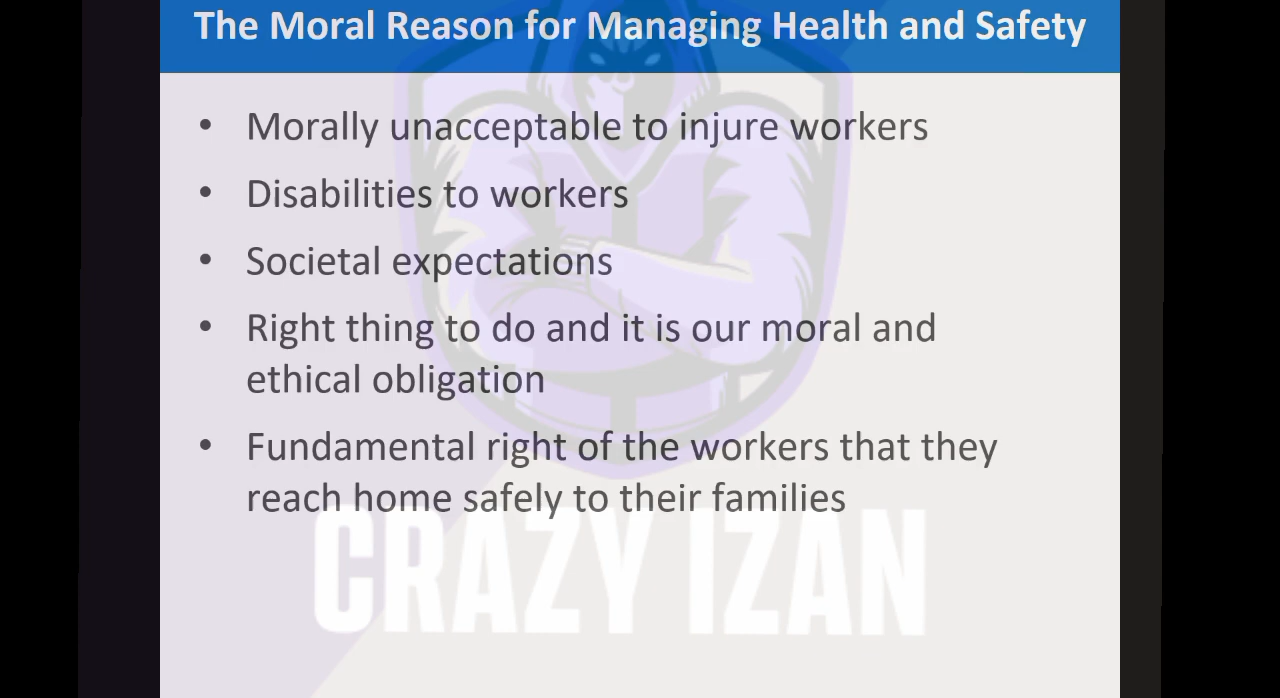 The Moral Reason for Managing Health and Safety
• Morally unacceptable to injure workers
• Disabilities to workers
• Societal expectations
• Right thing to do and it is our moral and
ethical obligation
• Fundamental right of the workers that they
reach home safely to their families
CRAZY IZAN